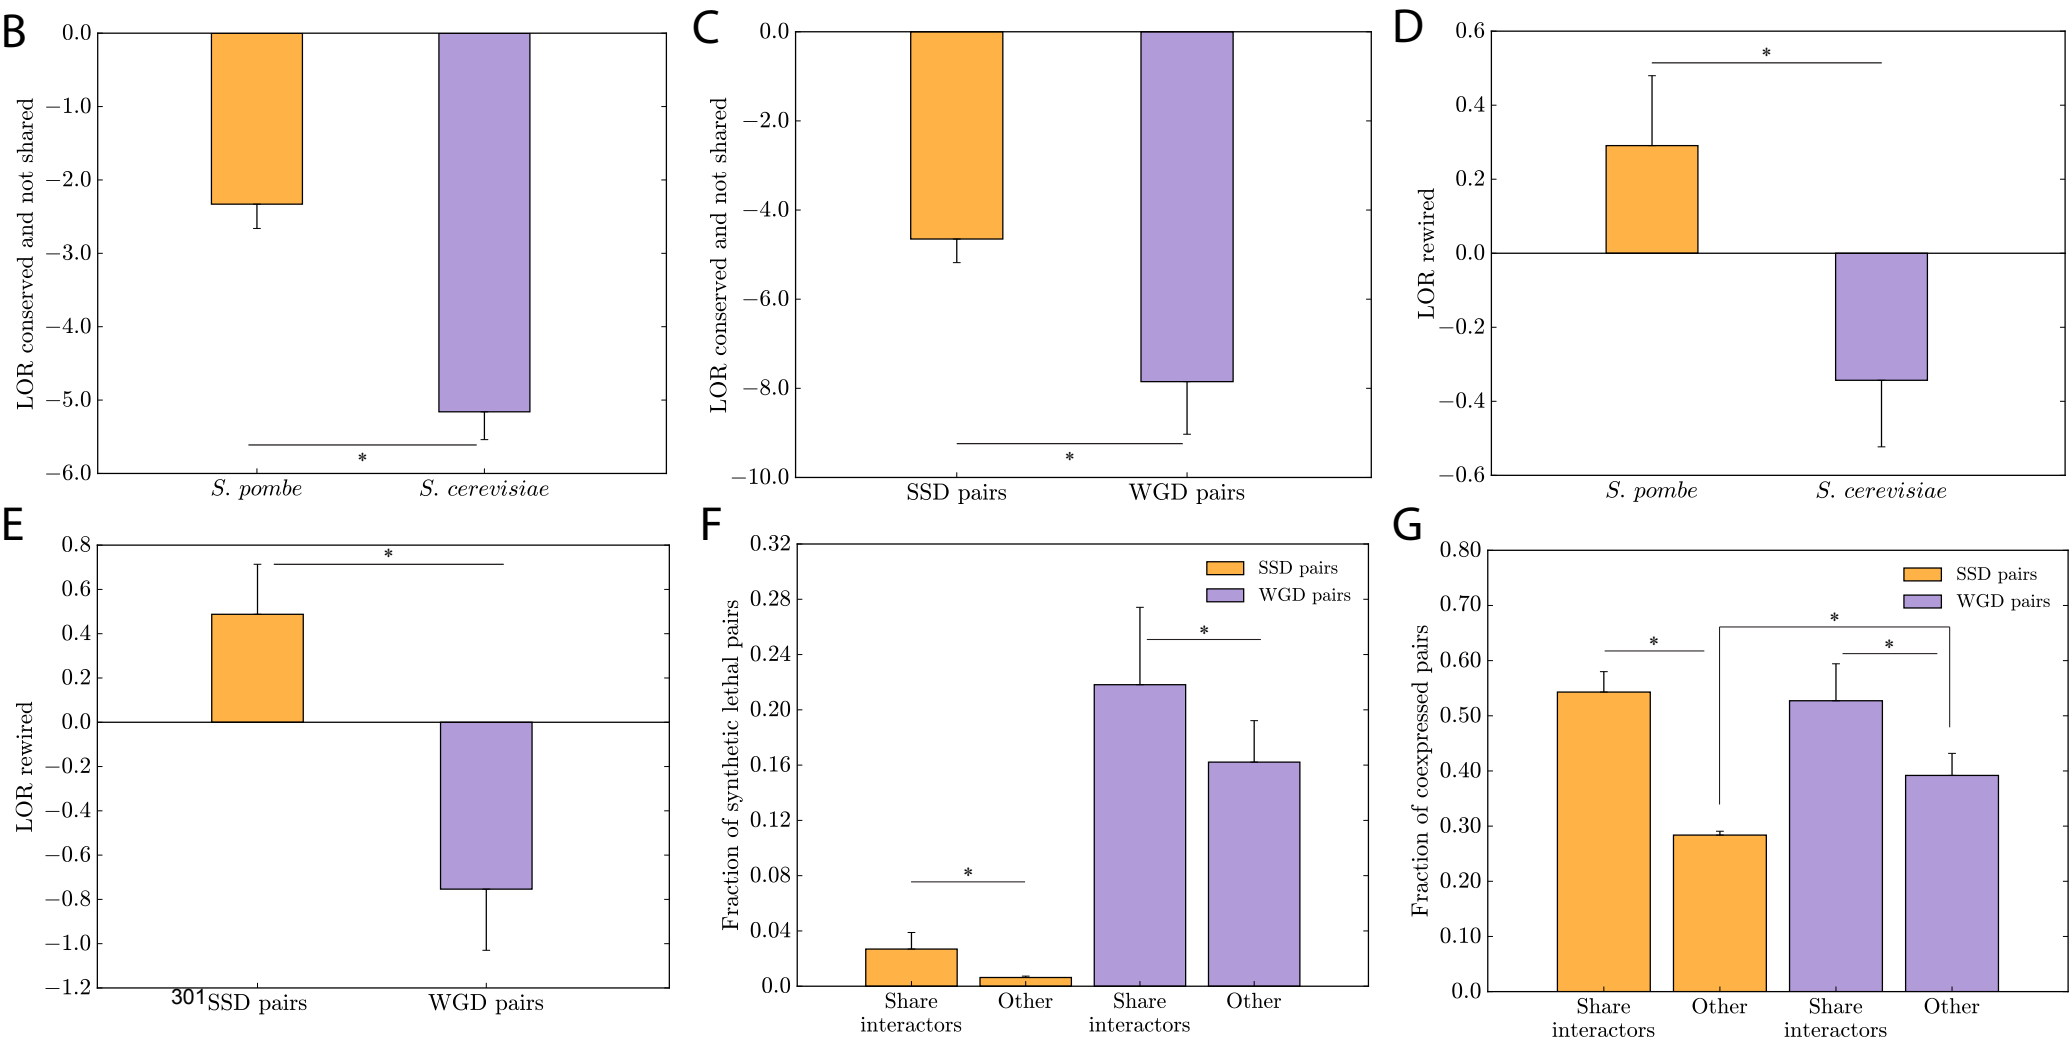 B
0.0
−1.0
−2.0
−3.0
−4.0
−5.0
−6.0
LOR conserved and not shared
*
S. pombe
S. cerevisiae
C
0.0
−2.0
−4.0
−6.0
−8.0
−10.0
LOR conserved and not shared
*
SSD pairs
WGD pairs
D
0.6
0.4
0.2
0.0
−0.2
−0.4
−0.6
LOR rewired
*
S. pombe
S. cerevisiae
E
0.8
0.6
0.4
0.2
0.0
−0.2
−0.4
−0.6
−0.8
−1.0
−1.2
LOR rewired
*
301
SSD pairs
WGD pairs
F
0.32
0.28
0.24
0.20
0.16
0.12
0.08
0.04
0.0
Fraction of synthetic lethal pairs
SSD pairs
WGD pairs
*
*
Share
interactors
Other
Share
interactors
Other
G
0.80
0.70
0.60
0.50
0.40
0.30
0.20
0.10
0.0
Fraction of coexpressed pairs
SSD pairs
WGD pairs
*
*
*
Share
interactors
Other
Share
interactors
Other